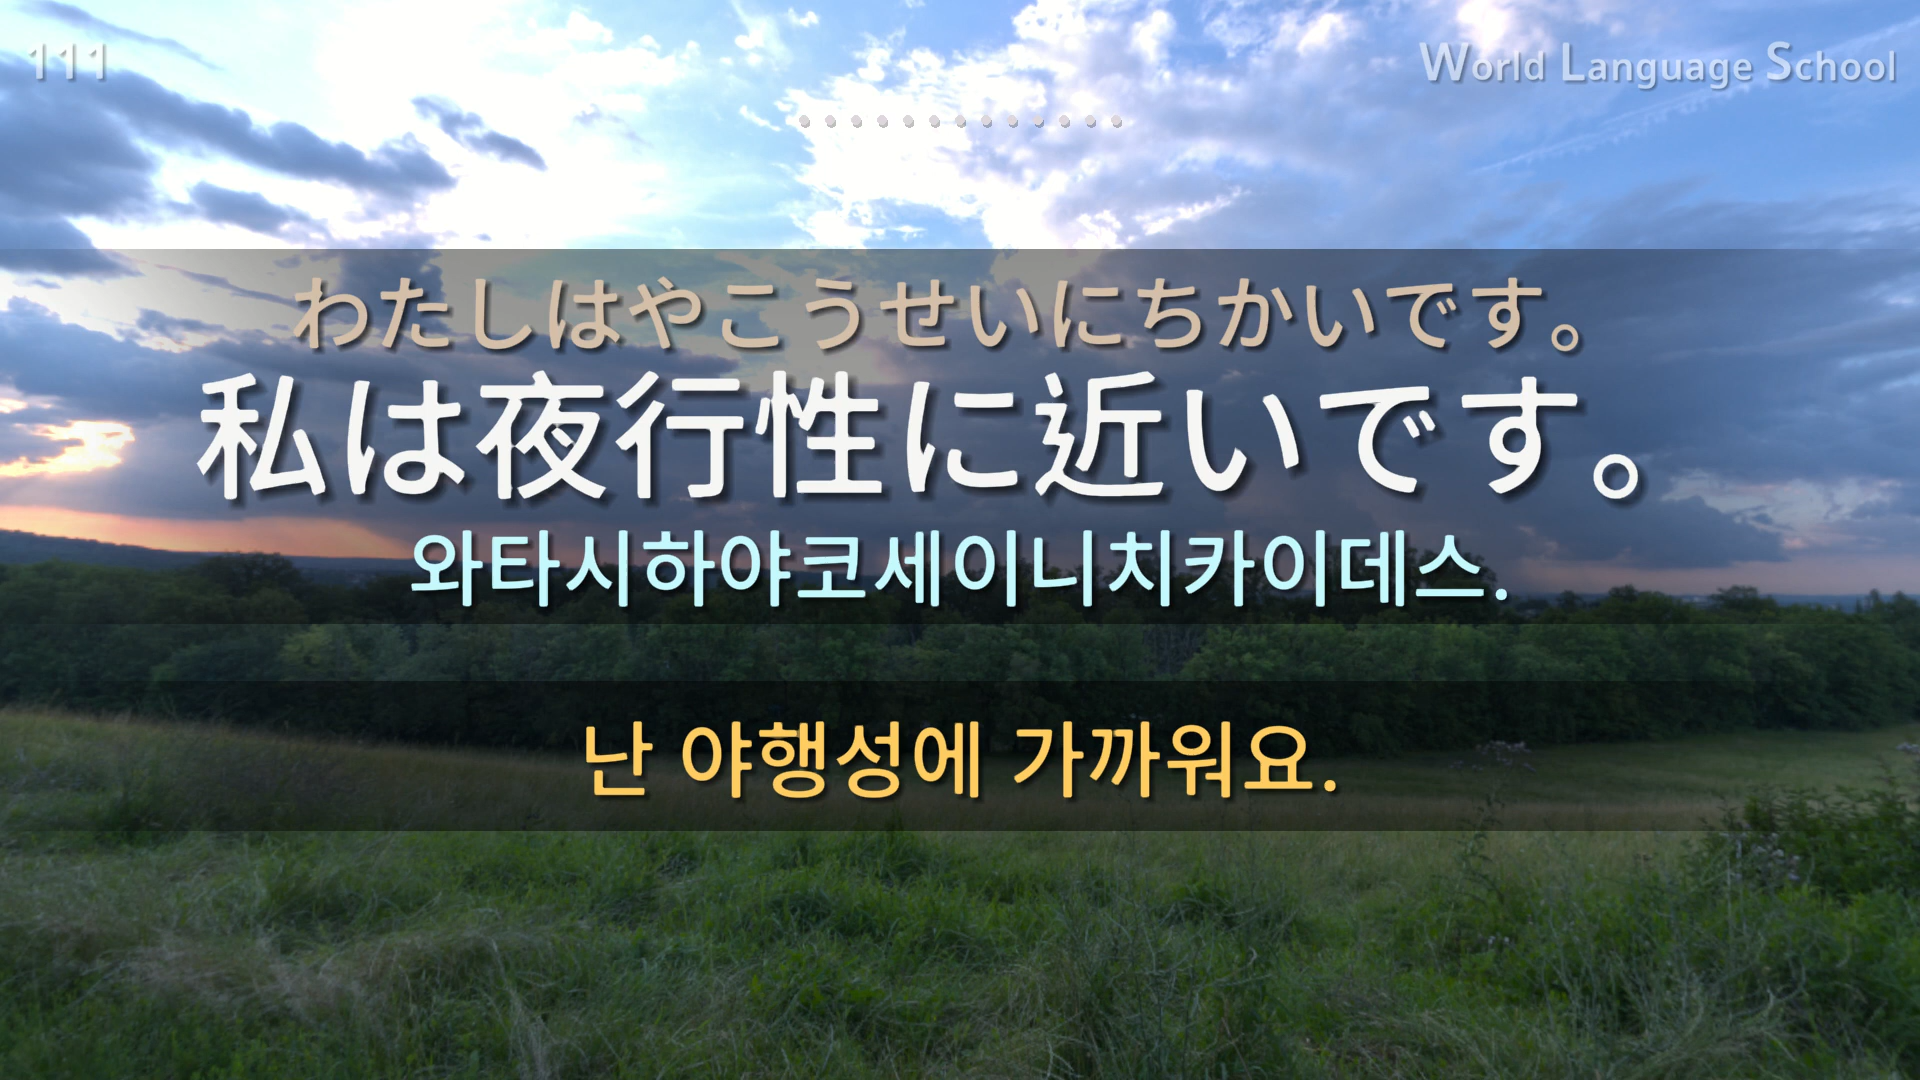 111
World Language School
わたしはやこうせいにちかいです。
私は夜行性に近いです。
와타시하야코세이니치카이데스.
난 야행성에 가까워요.